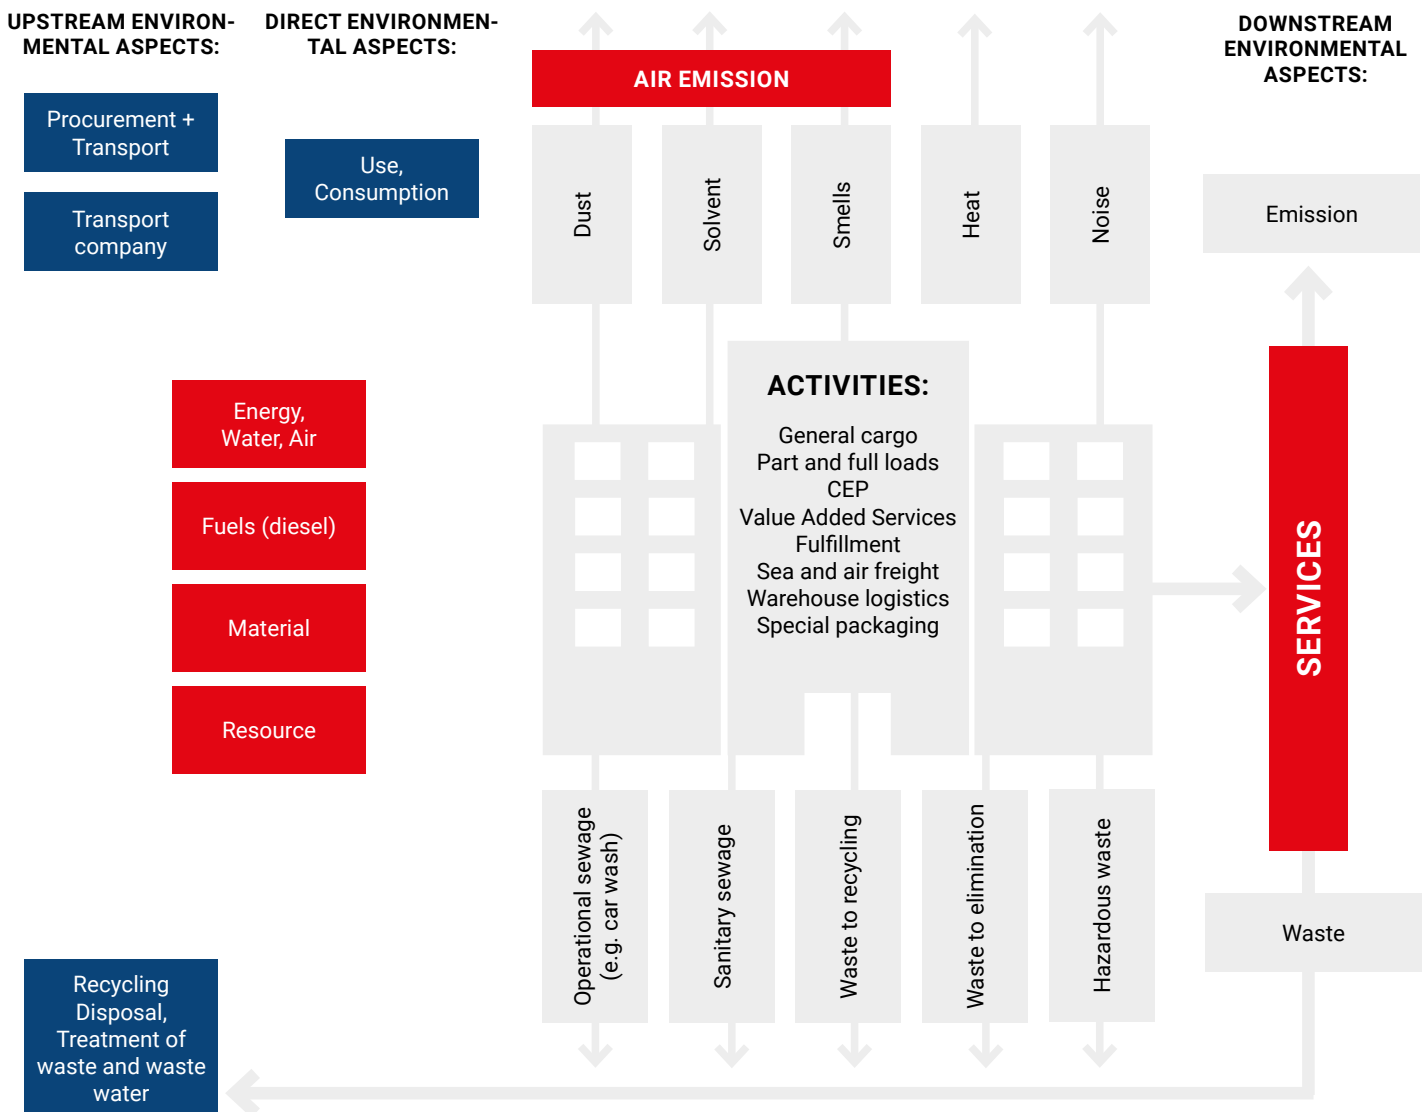 UPSTREAM ENVIRON-
MENTAL ASPECTS:
DIRECT ENVIRONMEN-
TAL ASPECTS:
DOWNSTREAM
ENVIRONMENTAL
ASPECTS:
Procurement +
Transport
Transport
company
Use,
Consumption
AIR EMISSION
Dust
Solvent
Smells
Heat
Noise
Emission
Energy,
Water, Air
Fuels (diesel)
Material
Resource
ACTIVITIES:
General cargo
Part and full loads
CEP
Value Added Services
Fulfillment
Sea and air freight
Warehouse logistics
Special packaging
SERVICES
Operational sewage
(e.g. car wash)
Sanitary sewage
Waste to recycling
Waste to elimination
Hazardous waste
Waste
Recycling
Disposal,
Treatment of
waste and waste
water